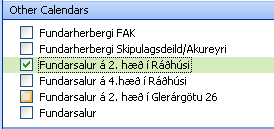 Other Calendars
Fundarherbergi FAK
Fundarherbergi Skipulagsdeild/Akureyri
Fundarsalur á 2. hæð í Ráðhúsi
Fundarsalur á 4.hæð í Ráðhúsi
Fundarsalur á 2. hæð í Glerárgötu 26
Fundarsalur